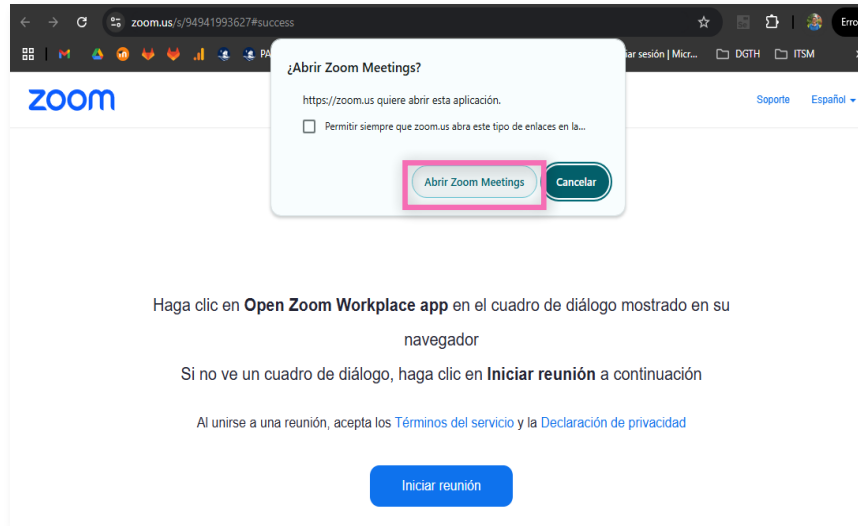 zoom.us/s/94941993627#success
Erro
PA
iar sesión | Micr...
DGTH
ITSM
¿Abrir Zoom Meetings?
https://zoom.us quiere abrir esta aplicación.
Permitir siempre que zoom.us abra este tipo de enlaces en la...
Abrir Zoom Meetings
Cancelar
zoom
Soporte
Español
Haga clic en Open Zoom Workplace app en el cuadro de diálogo mostrado en su
navegador
Si no ve un cuadro de diálogo, haga clic en Iniciar reunión a continuación
Al unirse a una reunión, acepta los Términos del servicio y la Declaración de privacidad
Iniciar reunión